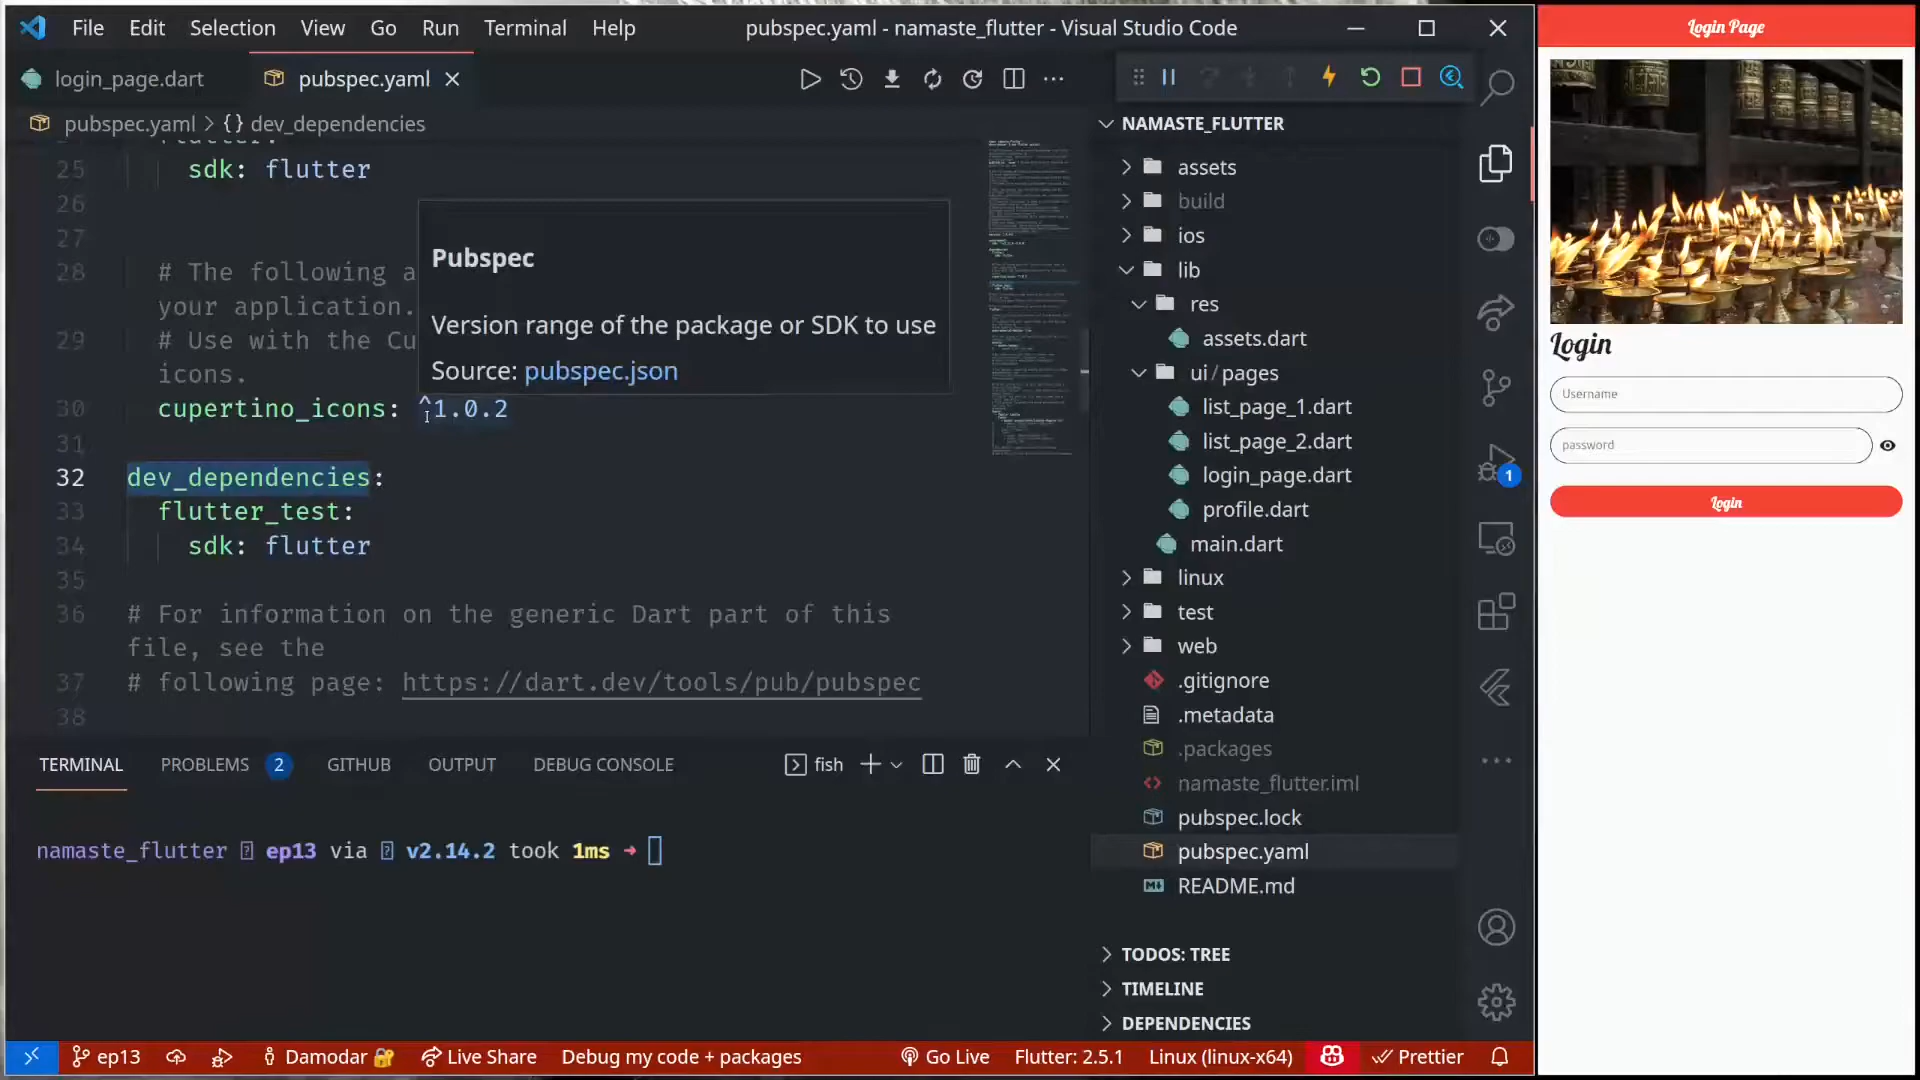 File Edit Selection View Go Run Terminal Help
pubspec.yaml - namaste_flutter - Visual Studio Code
login_page.dart
pubspec.yaml
pubspec.yaml > {} dev_dependencies
25 sdk: flutter
26
27
28 # The following a
your application.
29 # Use with the Cu
icons.
30 cupertino_icons: ^1.0.2
31
32 dev_dependencies:
33 flutter_test:
34 sdk: flutter
35
36 # For information on the generic Dart part of this
file, see the
37 # following page: https://dart.dev/tools/pub/pubspec
38
Pubspec
Version range of the package or SDK to use
Source: pubspec.json
TERMINAL PROBLEMS 2 GITHUB OUTPUT DEBUG CONSOLE
fish
namaste_flutter ep13 via v2.14.2 took 1ms ➜
NAMASTE_FLUTTER
assets
build
ios
lib
res
assets.dart
ui/pages
list_page_1.dart
list_page_2.dart
login_page.dart
profile.dart
main.dart
linux
test
web
.gitignore
.metadata
.packages
namaste_flutter.iml
pubspec.lock
pubspec.yaml
README.md
TODOS: TREE
TIMELINE
DEPENDENCIES
1
ep13 Damodar Live Share Debug my code + packages Go Live Flutter: 2.5.1 Linux (linux-x64) Prettier
Login Page
Login
Username
password
Login